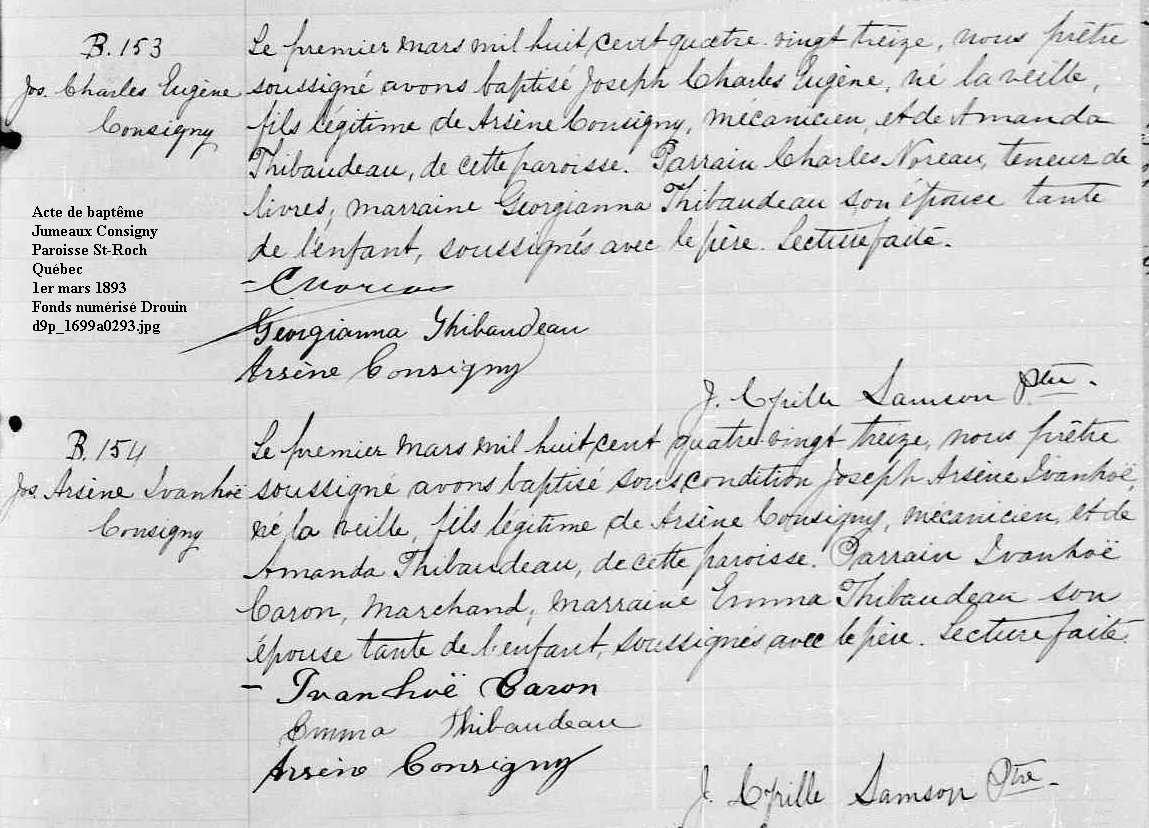 B. 153
Jos. Charles Eugène
Consigny
Le premier mars mil huit cent quatre-vingt treize, nous prêtre
soussigné avons baptisé Joseph Charles Eugène, né la veille,
fils légitime de Arsène Consigny, mécanicien, et de Amanda
Thibaudeau, de cette paroisse. Parrain Charles Noreau, teneur de
livres, marraine Georgianna Thibaudeau son épouse tante
de l'enfant, soussignés avec le père. Lecture faite.
Acte de baptême
Jumeaux Consigny
Paroisse St-Roch
Québec
1er mars 1893
Fonds numérisé Drouin
d9p_1699a0293.jpg
- C. Noreau
Georgianna Thibaudeau
Arsène Consigny
J. Cyrille Samson Ptre.
B. 154
Jos. Arsène Ivanhoë
Consigny
Le premier mars mil huit cent quatre vingt treize, nous prêtre
soussigné avons baptisé sous condition Joseph Arsène Ivanhoë,
né la veille, fils légitime de Arsène Consigny, mécanicien, et de
Amanda Thibaudeau, de cette paroisse. Parrain Ivanhoë
Caron, marchand, marraine Emma Thibaudeau son
épouse tante de l'enfant, soussignés avec le père. Lecture faite.
- Ivanhoë Caron
Emma Thibaudeau
Arsène Consigny
J. Cyrille Samson Ptre.